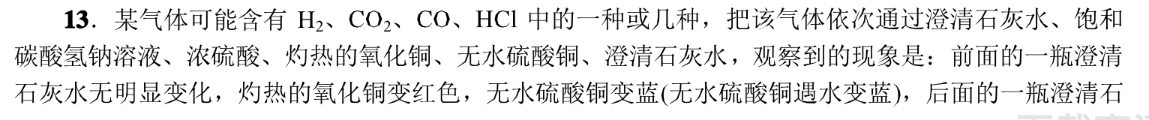 13．某气体可能含有 H₂、CO₂、CO、HCl 中的一种或几种，把该气体依次通过澄清石灰水、饱和
碳酸氢钠溶液、浓硫酸、灼热的氧化铜、无水硫酸铜、澄清石灰水，观察到的现象是：前面的一瓶澄清
石灰水无明显变化，灼热的氧化铜变红色，无水硫酸铜变蓝(无水硫酸铜遇水变蓝)，后面的一瓶澄清石